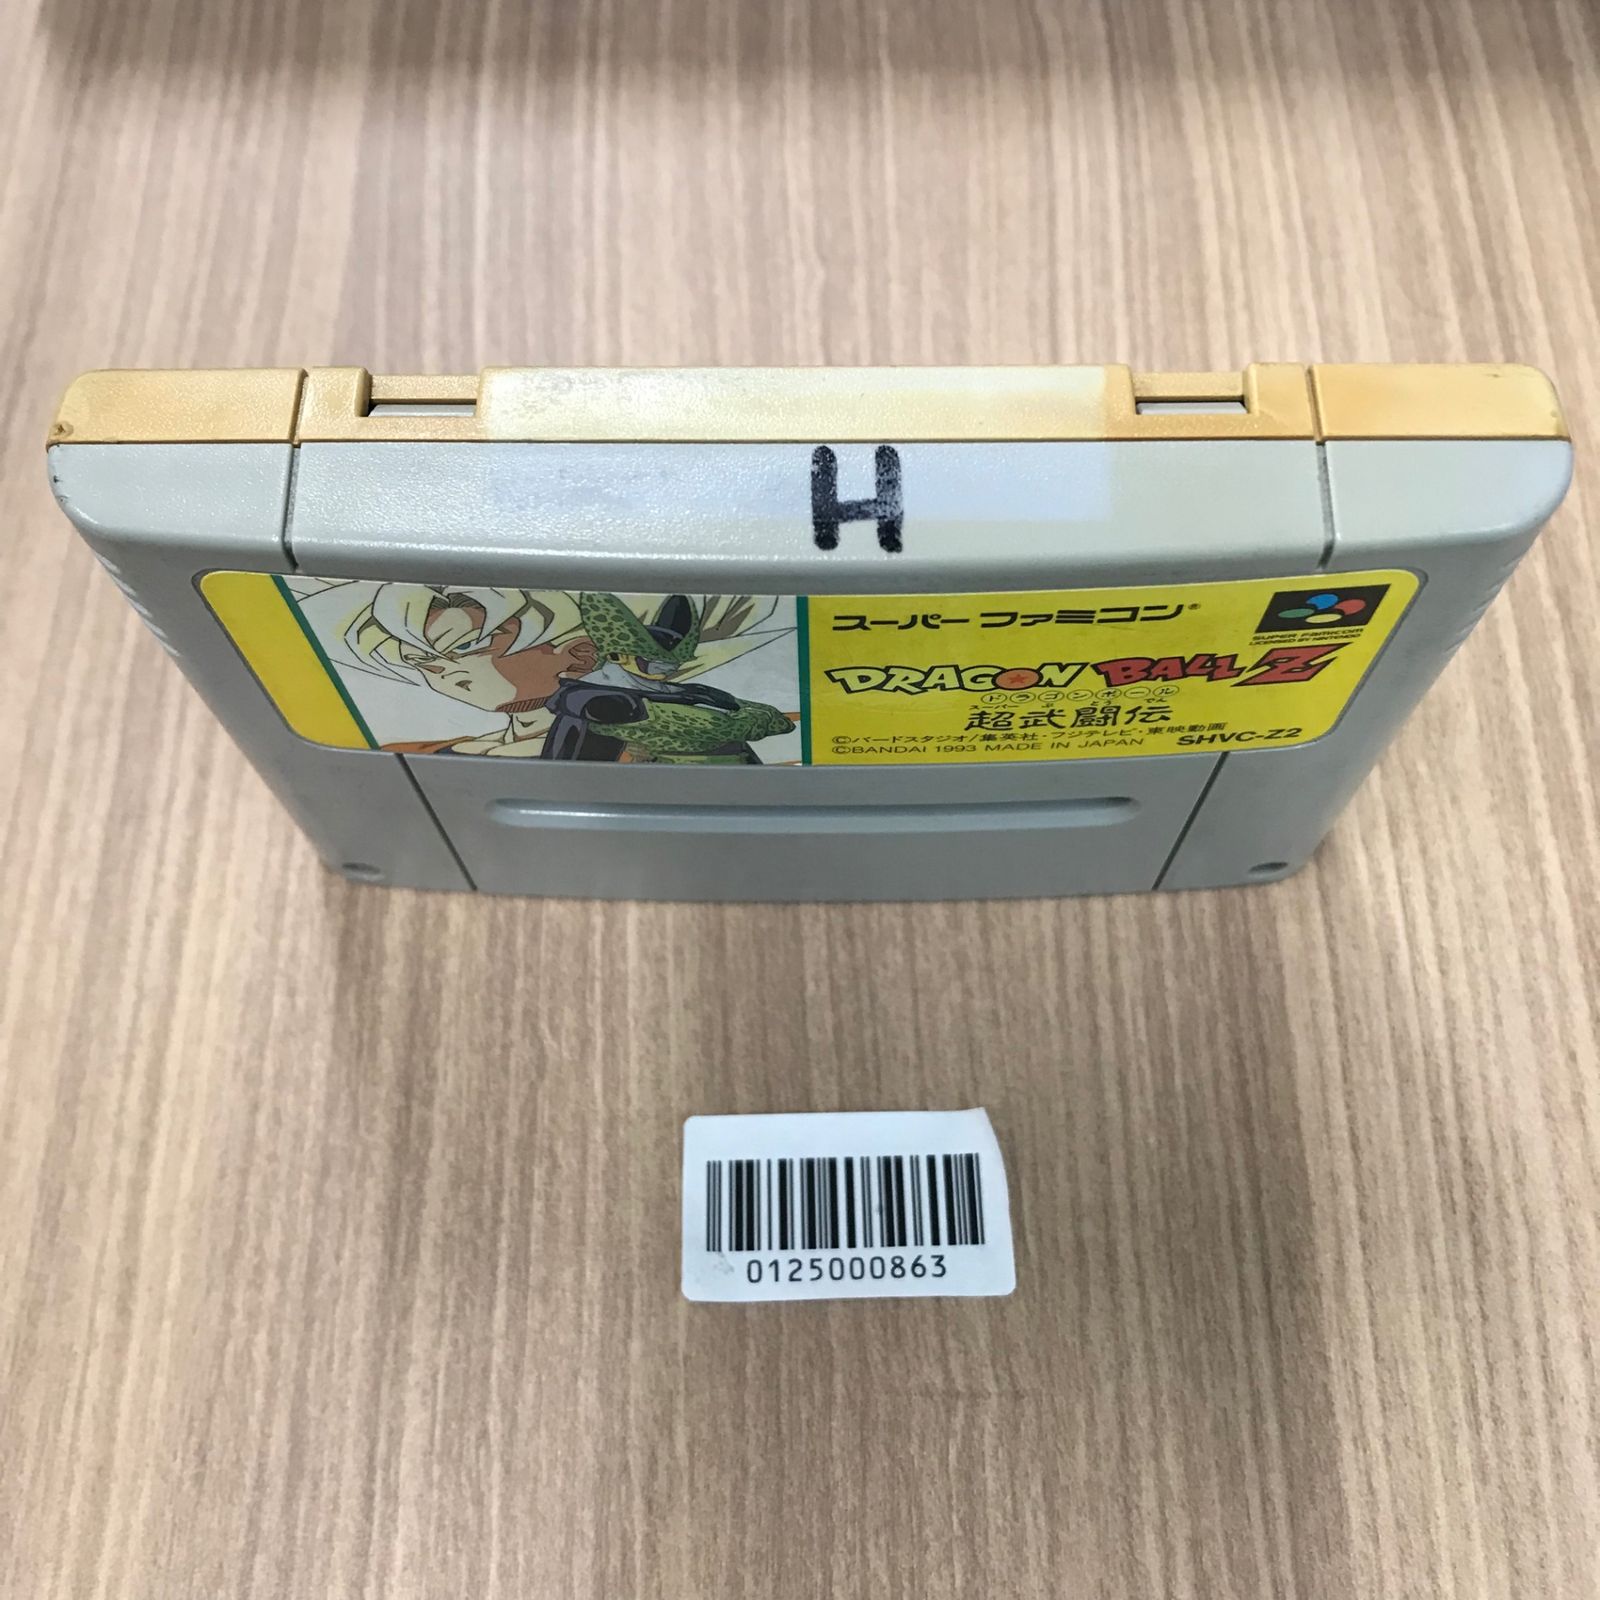 H
スーパーファミコン®
SUPER FAMICOM
LICENSED BY NINTENDO
DRAGON BALL Z
ドラゴンボール
スーパー ぶ とう でん
超武闘伝
©バードスタジオ/集英社・フジテレビ・東映動画
©BANDAI 1993 MADE IN JAPAN SHVC-Z2
0125000863